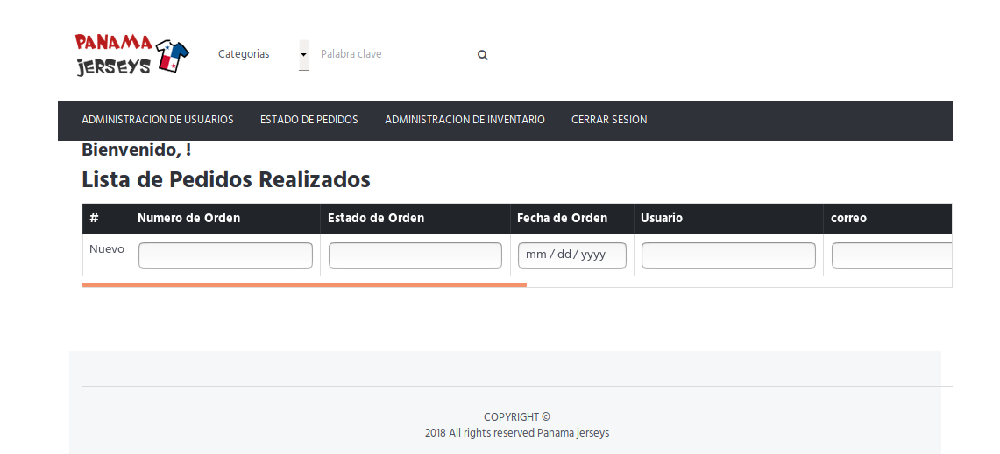 PANAMA
JERSEYS
Categorias
Palabra clave
ADMINISTRACION DE USUARIOS ESTADO DE PEDIDOS ADMINISTRACION DE INVENTARIO CERRAR SESION
Bienvenido, !
Lista de Pedidos Realizados
# Numero de Orden Estado de Orden Fecha de Orden Usuario correo
Nuevo mm / dd / yyyy
COPYRIGHT ©
2018 All rights reserved Panama jerseys